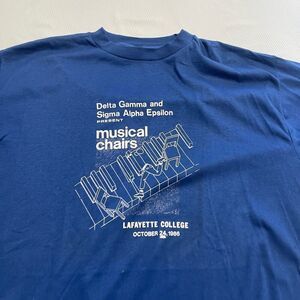 Delta Gamma and
Sigma Alpha Epsilon
PRESENT
musical
chairs
LAFAYETTE COLLEGE
OCTOBER 24, 1986